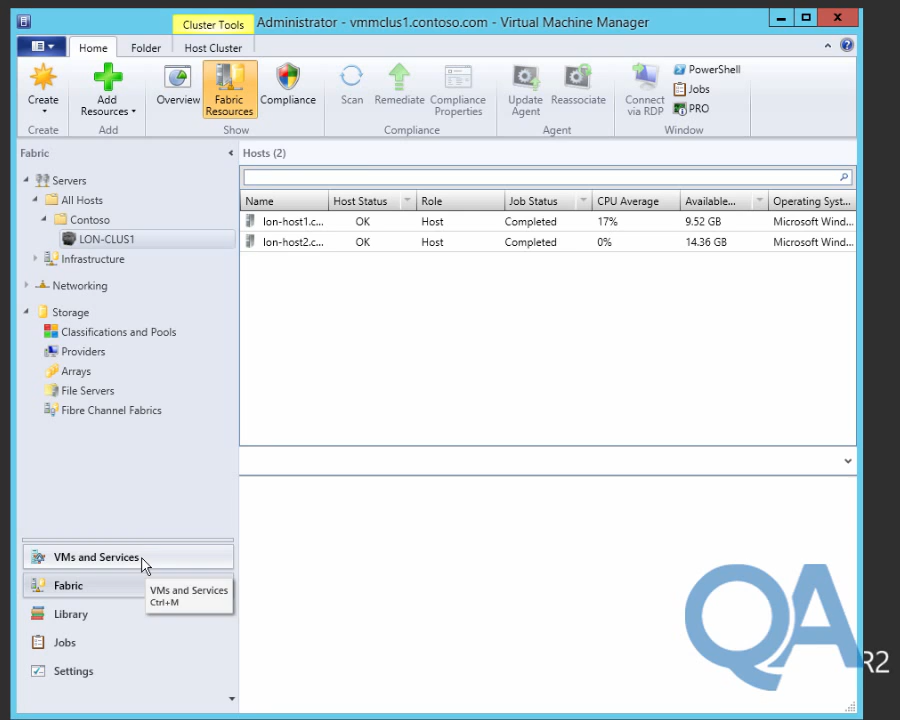 Cluster Tools
Administrator - vmmclus1.contoso.com - Virtual Machine Manager
Home
Folder
Host Cluster
Create
Add Resources
Overview
Fabric Resources
Compliance
Scan
Remediate
Compliance Properties
Update Agent
Reassociate
Connect via RDP
PowerShell
Jobs
PRO
Create
Add
Show
Compliance
Agent
Window
Fabric
Servers
All Hosts
Contoso
LON-CLUS1
Infrastructure
Networking
Storage
Classifications and Pools
Providers
Arrays
File Servers
Fibre Channel Fabrics
Hosts (2)
Name Host Status Role Job Status CPU Average Available... Operating Syst...
lon-host1.c... OK Host Completed 17% 9.52 GB Microsoft Wind...
lon-host2.c... OK Host Completed 0% 14.36 GB Microsoft Wind...
VMs and Services
Fabric
VMs and Services
Ctrl+M
Library
Jobs
Settings
QA
R2